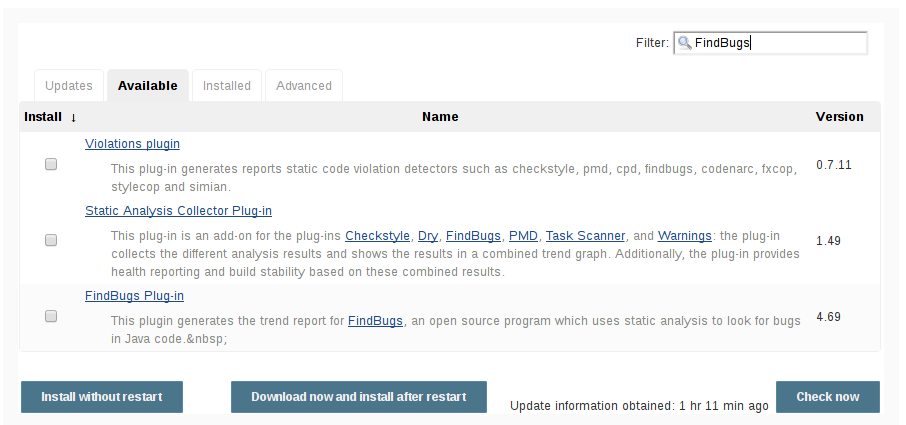 Filter: FindBugs
Updates Available Installed Advanced
Install ↓ Name Version
Violations plugin
This plug-in generates reports static code violation detectors such as checkstyle, pmd, cpd, findbugs, codenarc, fxcop,
stylecop and simian.
0.7.11
Static Analysis Collector Plug-in
This plug-in is an add-on for the plug-ins Checkstyle, Dry, FindBugs, PMD, Task Scanner, and Warnings: the plug-in
collects the different analysis results and shows the results in a combined trend graph. Additionally, the plug-in provides
health reporting and build stability based on these combined results.
1.49
FindBugs Plug-in
This plugin generates the trend report for FindBugs, an open source program which uses static analysis to look for bugs
in Java code.&nbsp;
4.69
Install without restart Download now and install after restart Update information obtained: 1 hr 11 min ago Check now